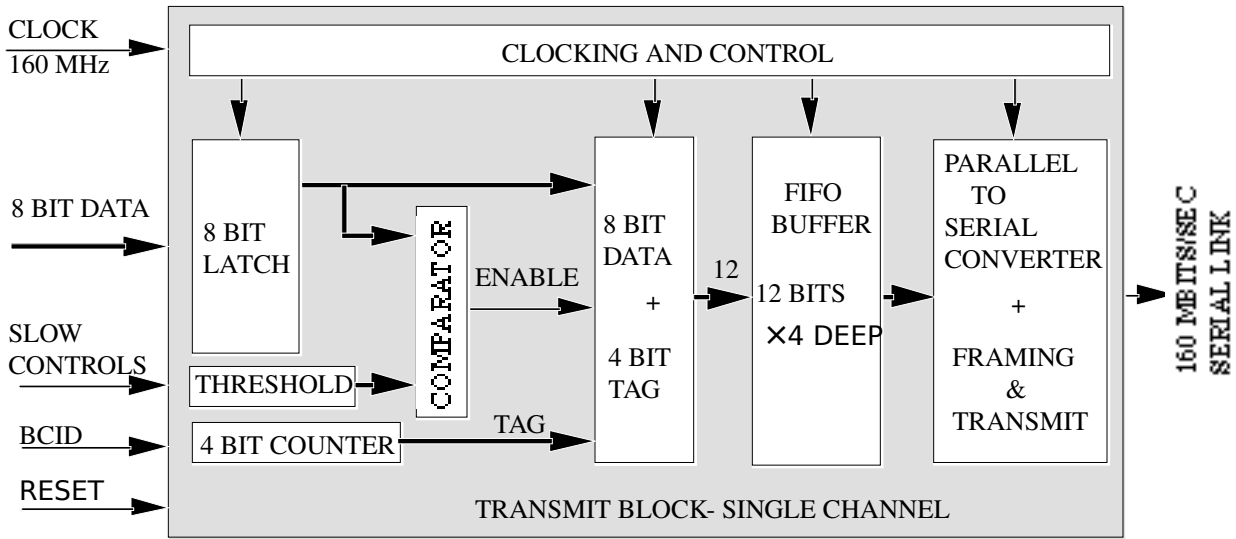 CLOCK
160 MHz
CLOCKING AND CONTROL
8 BIT DATA
8 BIT
LATCH
COMPARATOR
ENABLE
8 BIT
DATA
+
4 BIT
TAG
12
FIFO
BUFFER
12 BITS
×4 DEEP
PARALLEL
TO
SERIAL
CONVERTER
+
FRAMING
&
TRANSMIT
160 MBITS/SEC
SERIAL LINK
SLOW
CONTROLS
THRESHOLD
BCID
4 BIT COUNTER
TAG
RESET
TRANSMIT BLOCK- SINGLE CHANNEL